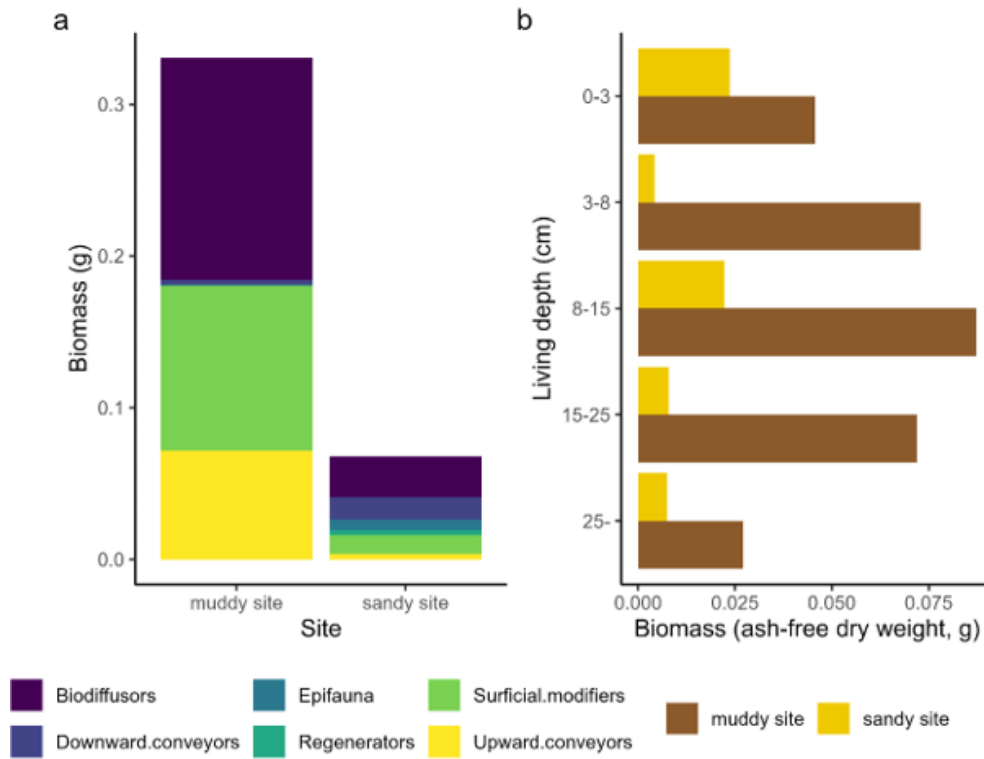 a
Biomass (g)
0.3
0.2
0.1
0.0
muddy site
sandy site
Site
b
Living depth (cm)
0-3
3-8
8-15
15-25
25-
0.000
0.025
0.050
0.075
Biomass (ash-free dry weight, g)
Biodiffusors
Epifauna
Surficial.modifiers
Downward.conveyors
Regenerators
Upward.conveyors
muddy site
sandy site